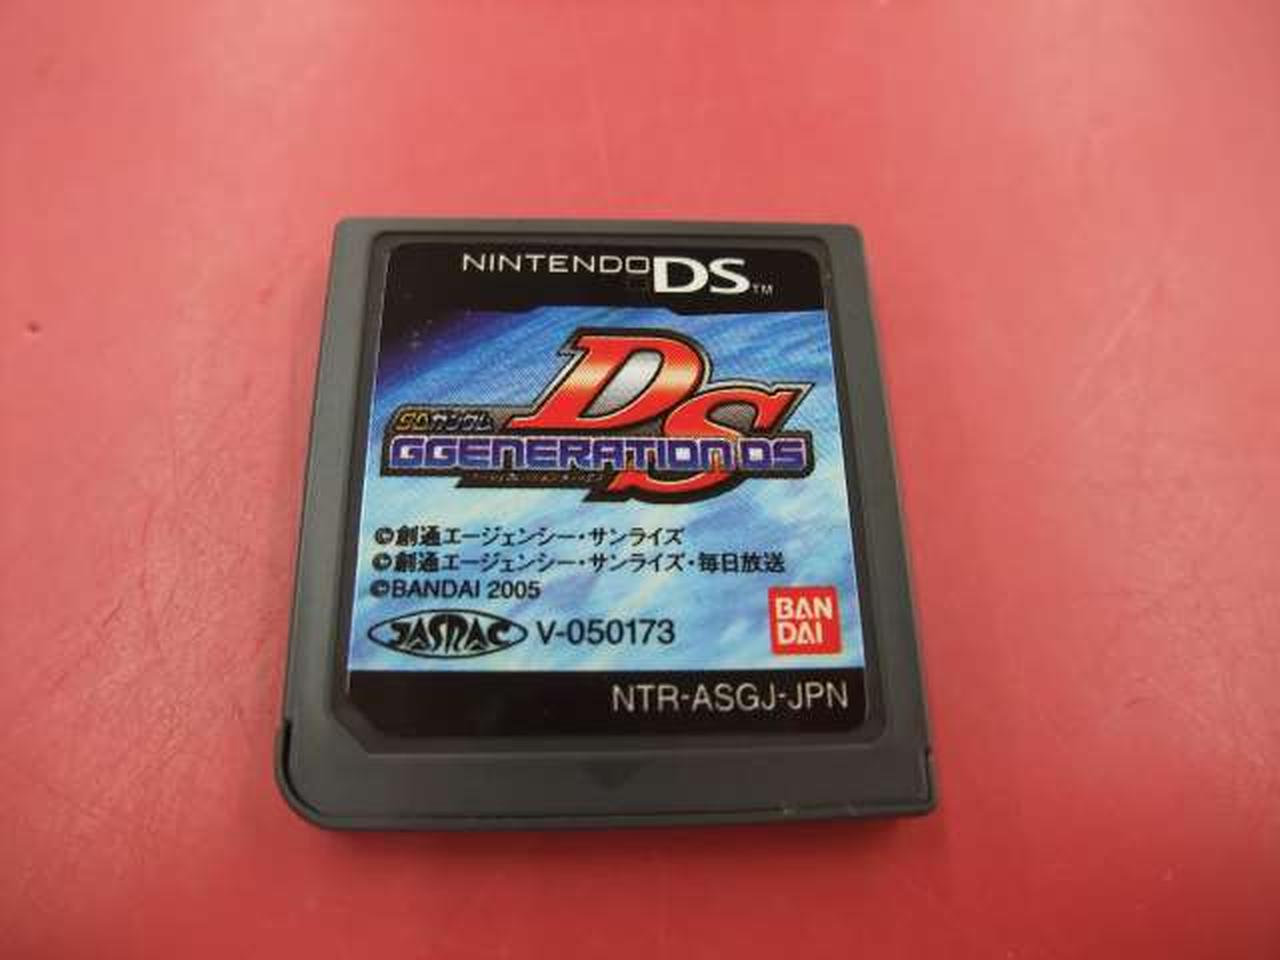 NINTENDO DS™
DS
SDガンダム
GGENERATION DS
©創通エージェンシー・サンライズ
©創通エージェンシー・サンライズ・毎日放送
©BANDAI 2005
JASRAC V-050173
BAN
DAI
NTR-ASGJ-JPN